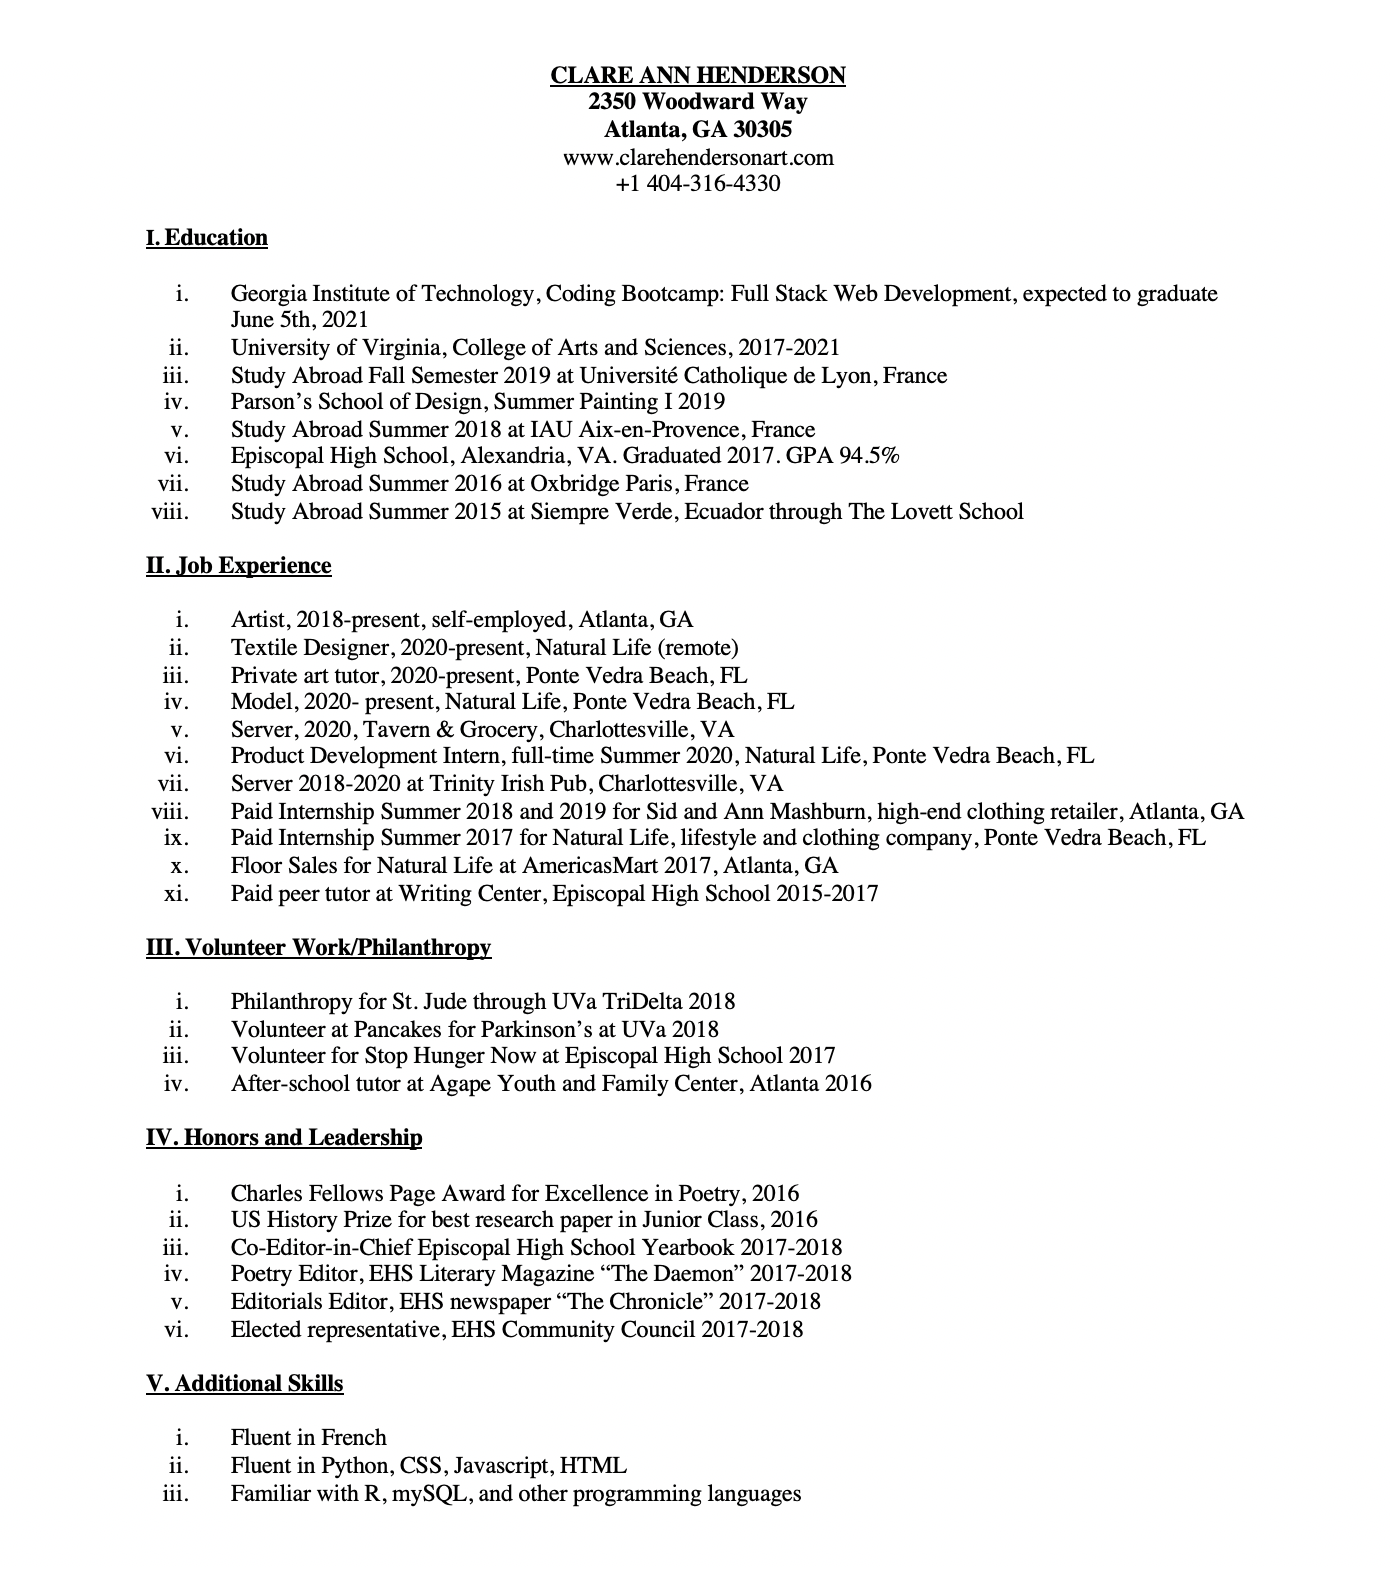 CLARE ANN HENDERSON
2350 Woodward Way
Atlanta, GA 30305
www.clarehendersonart.com
+1 404-316-4330
I. Education
i. Georgia Institute of Technology, Coding Bootcamp: Full Stack Web Development, expected to graduate
June 5th, 2021
ii. University of Virginia, College of Arts and Sciences, 2017-2021
iii. Study Abroad Fall Semester 2019 at Université Catholique de Lyon, France
iv. Parson’s School of Design, Summer Painting I 2019
v. Study Abroad Summer 2018 at IAU Aix-en-Provence, France
vi. Episcopal High School, Alexandria, VA. Graduated 2017. GPA 94.5%
vii. Study Abroad Summer 2016 at Oxbridge Paris, France
viii. Study Abroad Summer 2015 at Siempre Verde, Ecuador through The Lovett School
II. Job Experience
i. Artist, 2018-present, self-employed, Atlanta, GA
ii. Textile Designer, 2020-present, Natural Life (remote)
iii. Private art tutor, 2020-present, Ponte Vedra Beach, FL
iv. Model, 2020- present, Natural Life, Ponte Vedra Beach, FL
v. Server, 2020, Tavern & Grocery, Charlottesville, VA
vi. Product Development Intern, full-time Summer 2020, Natural Life, Ponte Vedra Beach, FL
vii. Server 2018-2020 at Trinity Irish Pub, Charlottesville, VA
viii. Paid Internship Summer 2018 and 2019 for Sid and Ann Mashburn, high-end clothing retailer, Atlanta, GA
ix. Paid Internship Summer 2017 for Natural Life, lifestyle and clothing company, Ponte Vedra Beach, FL
x. Floor Sales for Natural Life at AmericasMart 2017, Atlanta, GA
xi. Paid peer tutor at Writing Center, Episcopal High School 2015-2017
III. Volunteer Work/Philanthropy
i. Philanthropy for St. Jude through UVa TriDelta 2018
ii. Volunteer at Pancakes for Parkinson’s at UVa 2018
iii. Volunteer for Stop Hunger Now at Episcopal High School 2017
iv. After-school tutor at Agape Youth and Family Center, Atlanta 2016
IV. Honors and Leadership
i. Charles Fellows Page Award for Excellence in Poetry, 2016
ii. US History Prize for best research paper in Junior Class, 2016
iii. Co-Editor-in-Chief Episcopal High School Yearbook 2017-2018
iv. Poetry Editor, EHS Literary Magazine “The Daemon” 2017-2018
v. Editorials Editor, EHS newspaper “The Chronicle” 2017-2018
vi. Elected representative, EHS Community Council 2017-2018
V. Additional Skills
i. Fluent in French
ii. Fluent in Python, CSS, Javascript, HTML
iii. Familiar with R, mySQL, and other programming languages